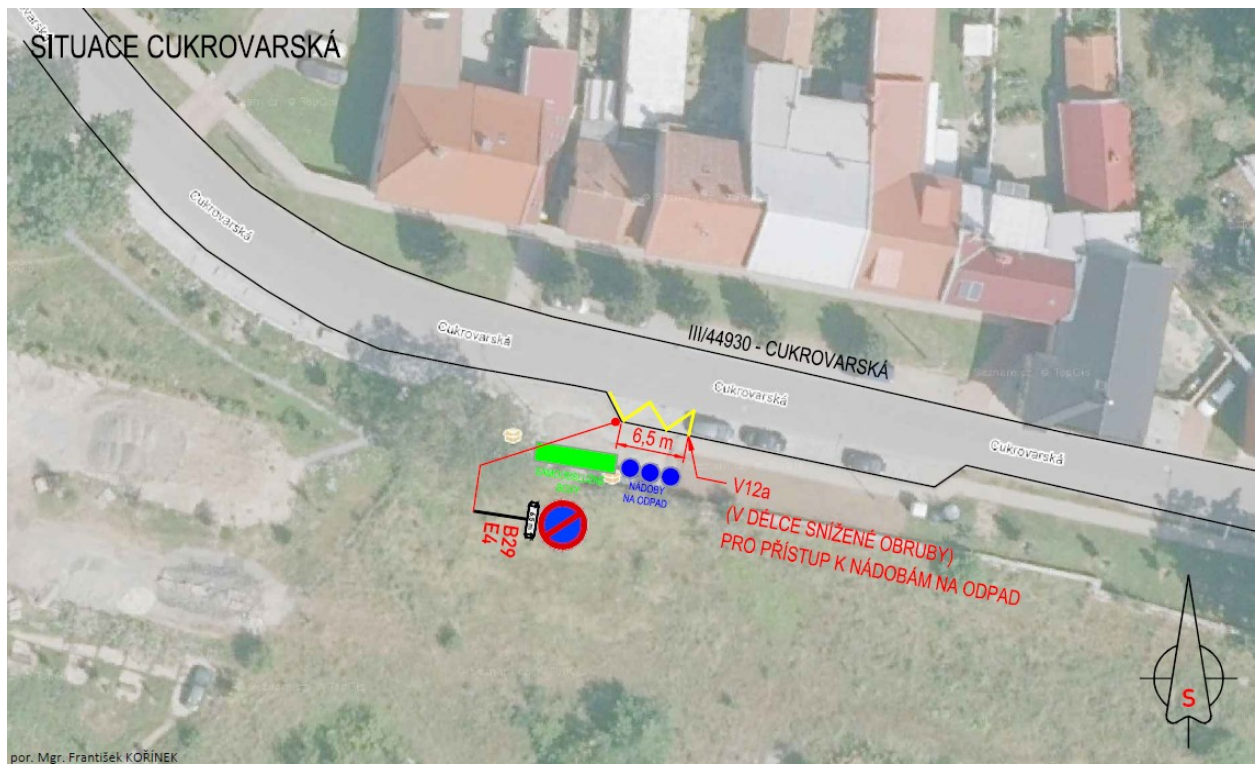 SITUACE CUKROVARSKÁ
Cukrovarská
Cukrovarská
III/44930 - CUKROVARSKÁ
Cukrovarská
Cukrovarská
6,5 m
NÁDOBY
NA ODPAD
V12a
(V DÉLCE SNÍŽENÉ OBRUBY)
PRO PŘÍSTUP K NÁDOBÁM NA ODPAD
B29
E4
S
por. Mgr. František KOŘÍNEK